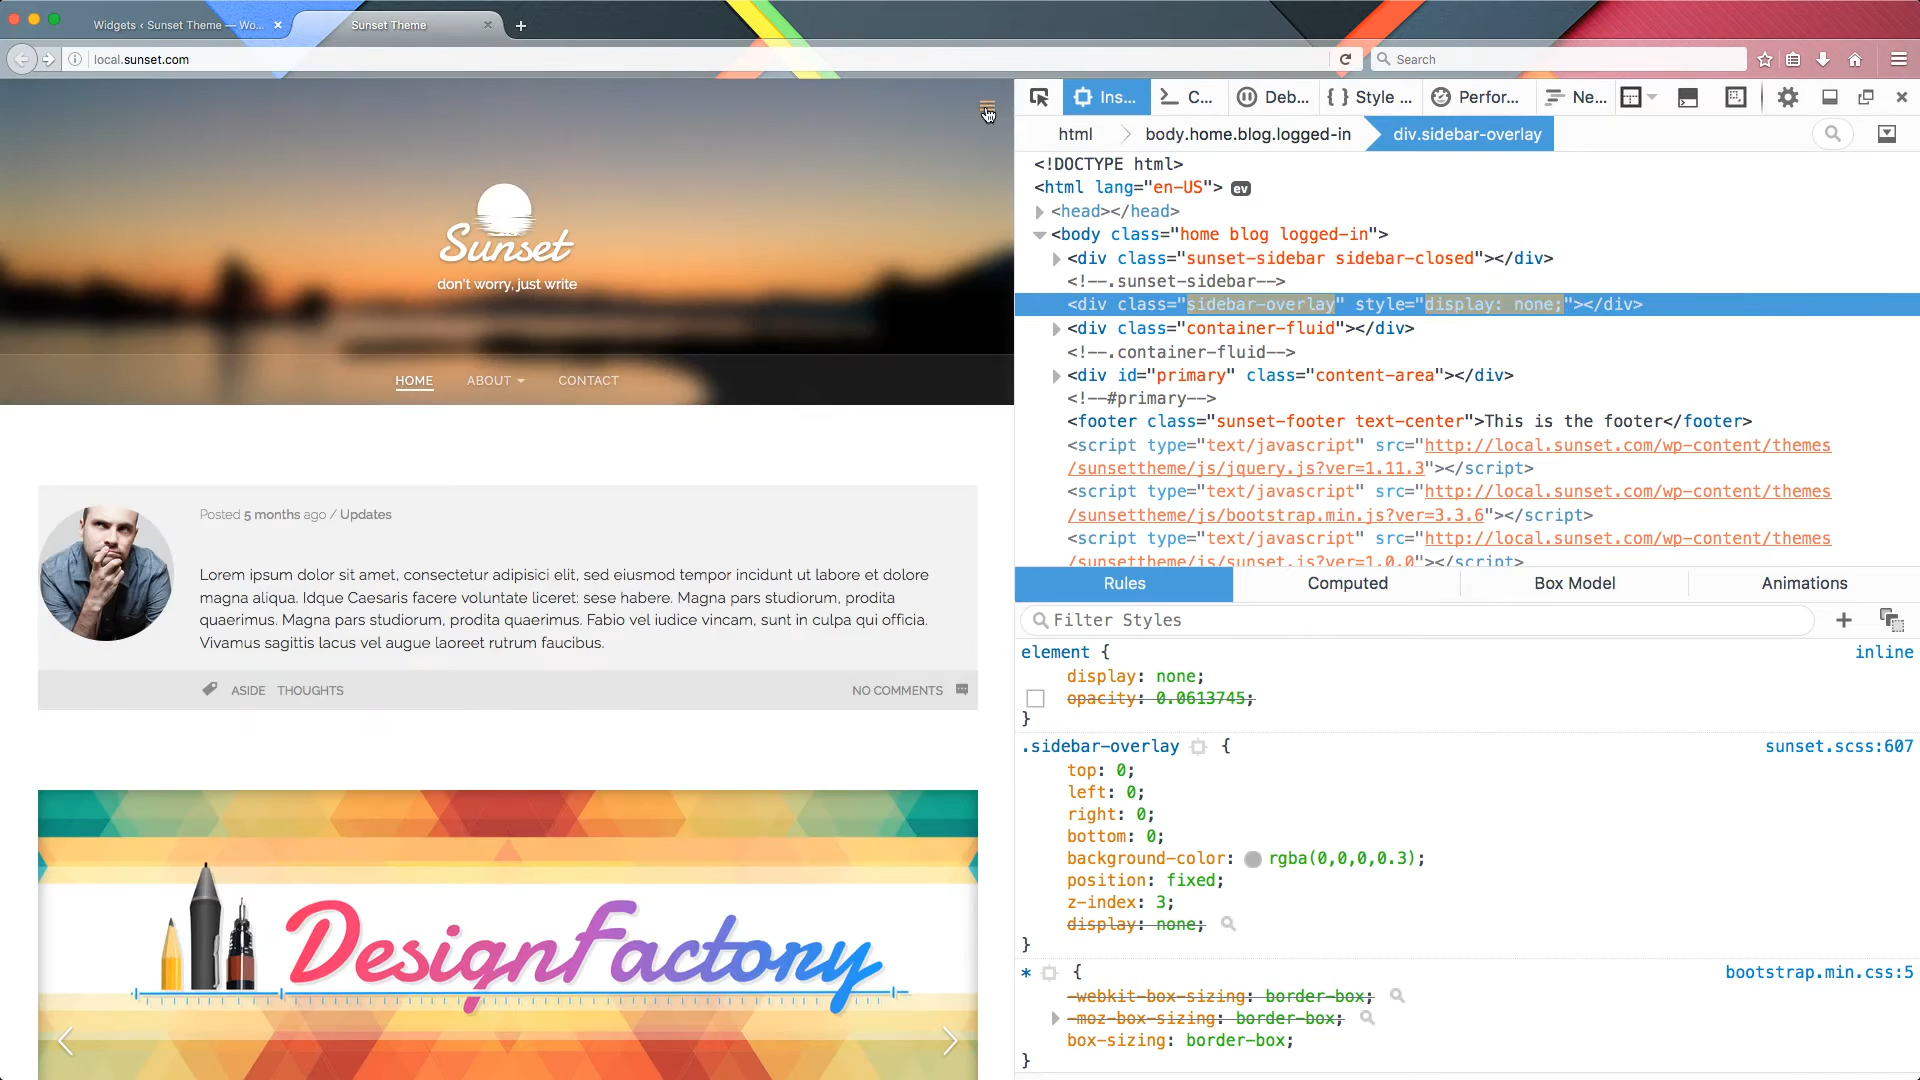 Widgets ‹ Sunset Theme — Wo...
Sunset Theme
local.sunset.com
Search
Sunset
don't worry, just write
HOME
ABOUT
CONTACT
Posted 5 months ago / Updates
Lorem ipsum dolor sit amet, consectetur adipisici elit, sed eiusmod tempor incidunt ut labore et dolore
magna aliqua. Idque Caesaris facere voluntate liceret: sese habere. Magna pars studiorum, prodita
quaerimus. Magna pars studiorum, prodita quaerimus. Fabio vel iudice vincam, sunt in culpa qui officia.
Vivamus sagittis lacus vel augue laoreet rutrum faucibus.
ASIDE THOUGHTS
NO COMMENTS
DesignFactory
Ins...
C...
Deb...
{ } Style ...
Perfor...
Ne...
html
body.home.blog.logged-in
div.sidebar-overlay
<!DOCTYPE html>
<html lang="en-US"> ev
<head></head>
<body class="home blog logged-in">
<div class="sunset-sidebar sidebar-closed"></div>
<!--.sunset-sidebar-->
<div class="sidebar-overlay" style="display: none;"></div>
<div class="container-fluid"></div>
<!--.container-fluid-->
<div id="primary" class="content-area"></div>
<!--#primary-->
<footer class="sunset-footer text-center">This is the footer</footer>
<script type="text/javascript" src="http://local.sunset.com/wp-content/themes
/sunsettheme/js/jquery.js?ver=1.11.3"></script>
<script type="text/javascript" src="http://local.sunset.com/wp-content/themes
/sunsettheme/js/bootstrap.min.js?ver=3.3.6"></script>
<script type="text/javascript" src="http://local.sunset.com/wp-content/themes
/sunsettheme/js/sunset.js?ver=1.0.0"></script>
Rules
Computed
Box Model
Animations
Filter Styles
element {
inline
display: none;
opacity: 0.0613745;
}
.sidebar-overlay {
sunset.scss:607
top: 0;
left: 0;
right: 0;
bottom: 0;
background-color: rgba(0,0,0,0.3);
position: fixed;
z-index: 3;
display: none;
}
* {
bootstrap.min.css:5
-webkit-box-sizing: border-box;
-moz-box-sizing: border-box;
box-sizing: border-box;
}